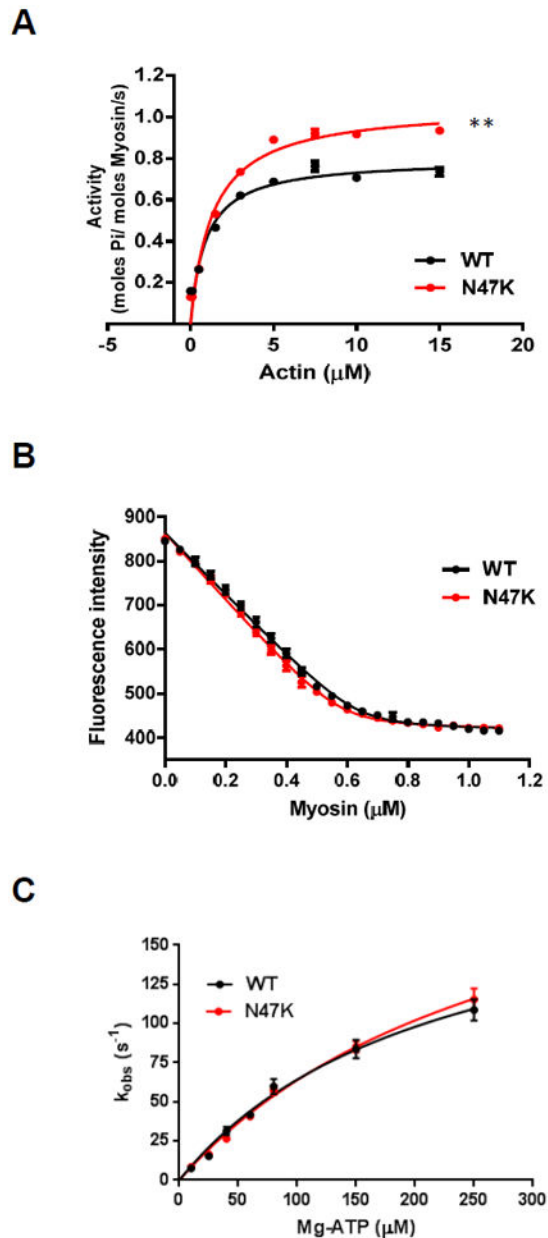 A
Activity
(moles Pi/ moles Myosin/s)
1.2
1.0
0.8
0.6
0.4
0.2
-5 0 5 10 15 20
Actin (μM)
**
WT
N47K
B
Fluorescence intensity
900
800
700
600
500
400
0.0 0.2 0.4 0.6 0.8 1.0 1.2
Myosin (μM)
WT
N47K
C
k_obs (s⁻¹)
150
125
100
75
50
25
0
0 50 100 150 200 250 300
Mg-ATP (μM)
WT
N47K